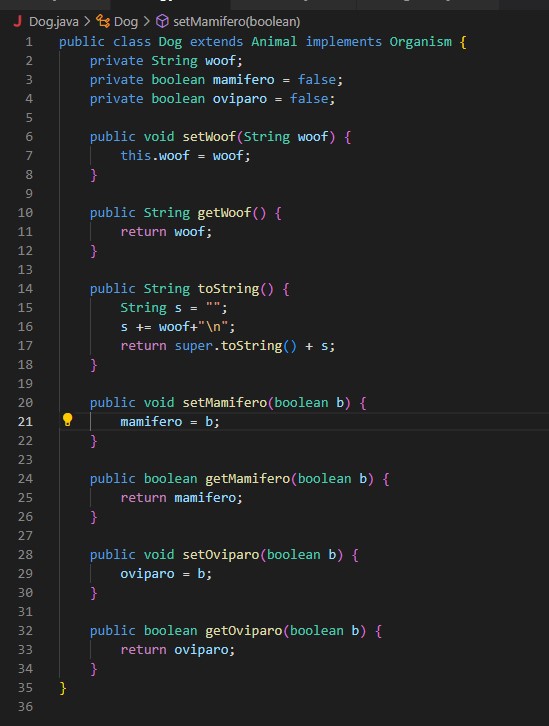 Dog.java > Dog > setMamifero(boolean)
1 public class Dog extends Animal implements Organism {
2     private String woof;
3     private boolean mamifero = false;
4     private boolean oviparo = false;
5
6     public void setWoof(String woof) {
7         this.woof = woof;
8     }
9
10     public String getWoof() {
11         return woof;
12     }
13
14     public String toString() {
15         String s = "";
16         s += woof+"\n";
17         return super.toString() + s;
18     }
19
20     public void setMamifero(boolean b) {
21         mamifero = b;
22     }
23
24     public boolean getMamifero(boolean b) {
25         return mamifero;
26     }
27
28     public void setOviparo(boolean b) {
29         oviparo = b;
30     }
31
32     public boolean getOviparo(boolean b) {
33         return oviparo;
34     }
35 }
36